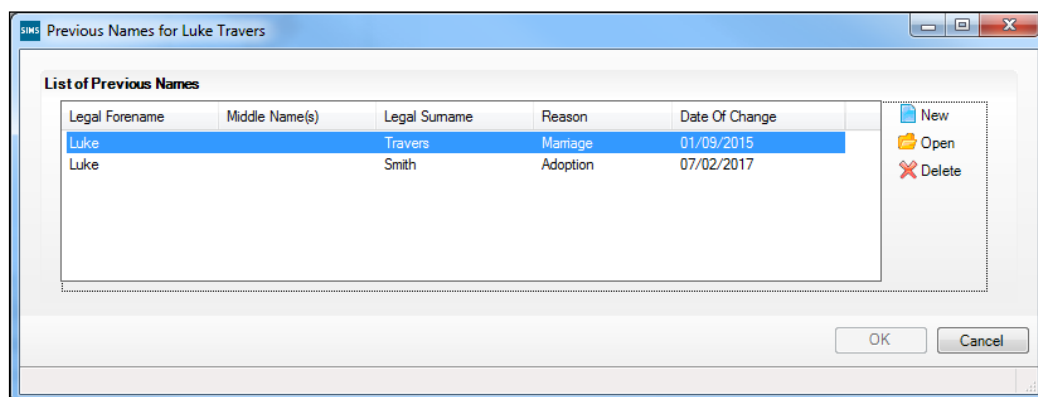 SIMS Previous Names for Luke Travers
List of Previous Names
Legal Forename Middle Name(s) Legal Surname Reason Date Of Change
Luke Travers Marriage 01/09/2015
Luke Smith Adoption 07/02/2017
New
Open
Delete
OK Cancel